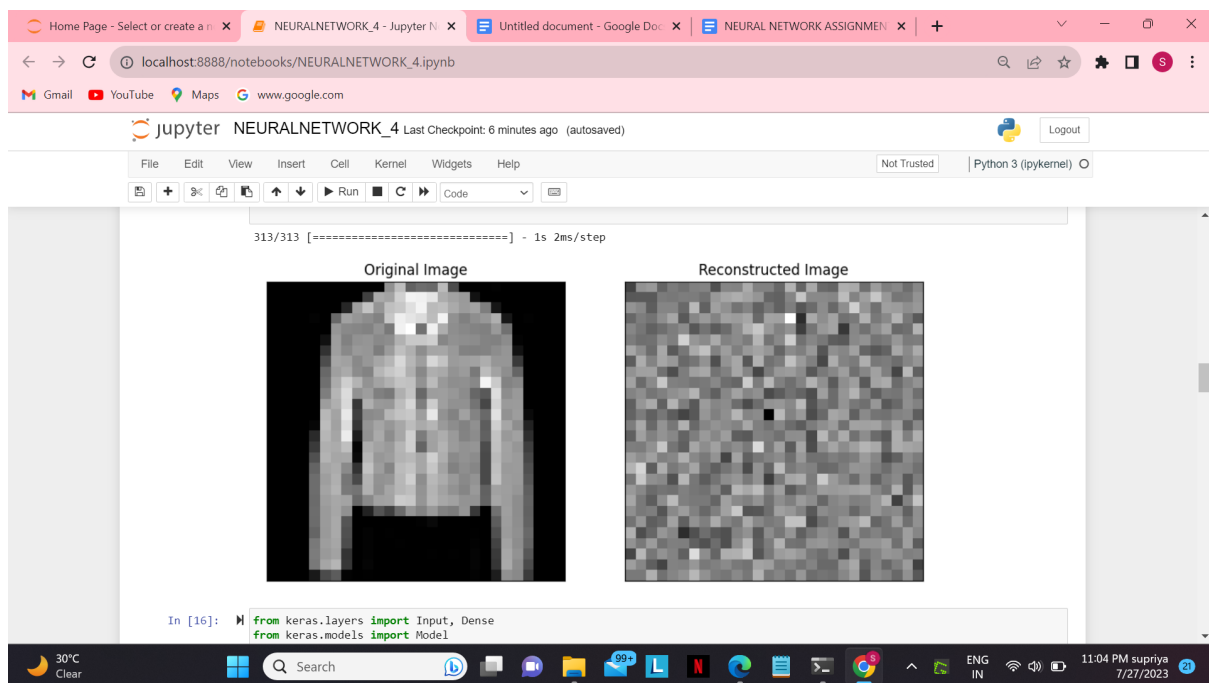 Home Page - Select or create a n
NEURALNETWORK_4 - Jupyter N
Untitled document - Google Doc
NEURAL NETWORK ASSIGNMEN
localhost:8888/notebooks/NEURALNETWORK_4.ipynb
S
Gmail YouTube Maps www.google.com
jupyter NEURALNETWORK_4 Last Checkpoint: 6 minutes ago (autosaved)
Logout
File Edit View Insert Cell Kernel Widgets Help
Not Trusted
Python 3 (ipykernel)
Run Code
313/313 [==============================] - 1s 2ms/step
Original Image Reconstructed Image
In [16]: from keras.layers import Input, Dense
from keras.models import Model
30°C
Clear
Search
99+
L
N
S
ENG
IN
11:04 PM supriya
7/27/2023
21